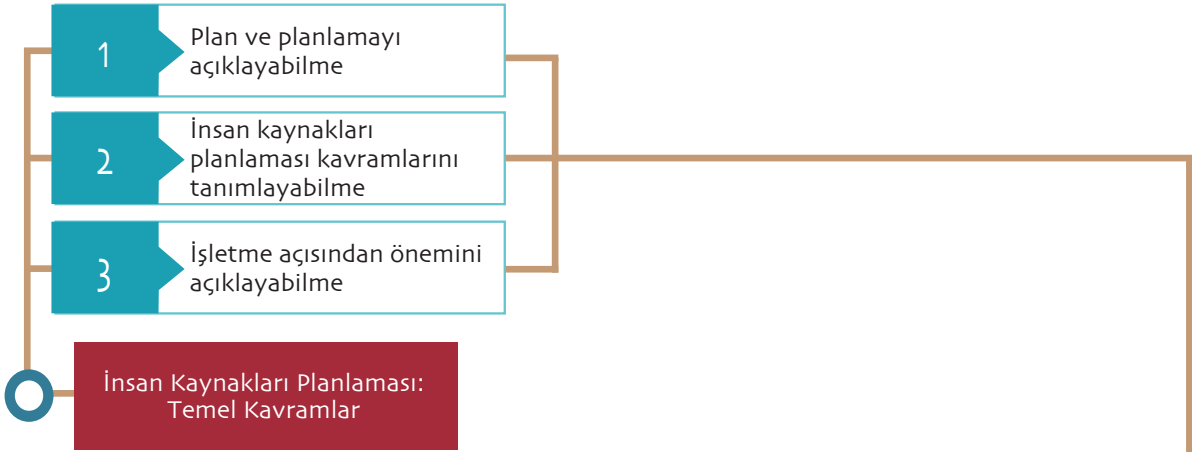 1
Plan ve planlamayı
açıklayabilme
2
İnsan kaynakları
planlaması kavramlarını
tanımlayabilme
3
İşletme açısından önemini
açıklayabilme
İnsan Kaynakları Planlaması:
Temel Kavramlar